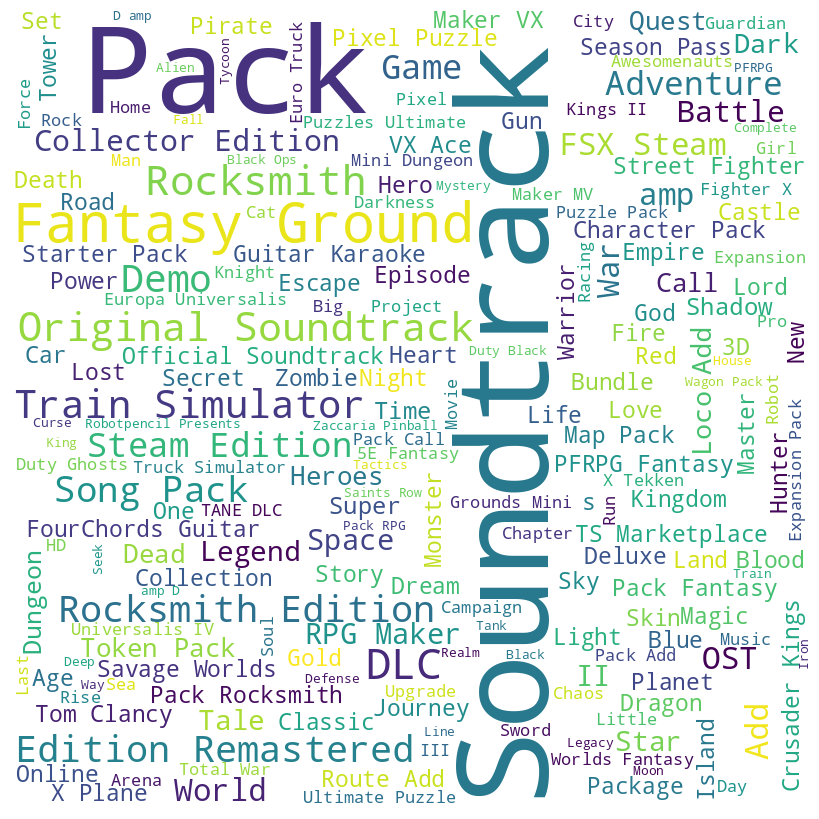 Set
D amp
Pirate
Maker VX
City
Quest
Guardian
Pack
Pixel Puzzle
Season Pass
Dark
Tower
Alien
Tycoon
Euro Truck
Game
Awesomenauts
PFRPG
Force
Home
Pixel
Adventure
Rock
Fall
Puzzles Ultimate
Gun
Kings II
Battle
Collector Edition
VX Ace
Soundtrack
FSX Steam
Complete
Girl
Man
Black Ops
Mini Dungeon
Street Fighter
Death
Rocksmith
Hero
Mystery
Maker MV
amp
Fighter X
Road
Darkness
Fantasy Ground
Cat
Puzzle Pack
Castle
Character Pack
Starter Pack
Guitar Karaoke
War
Empire
Expansion
Power
Demo
Knight
Escape
Episode
Racing
Call
Lord
Europa Universalis
Big
Project
Warrior
God
Shadow
Original Soundtrack
Fire
Pro
New
Car
Official Soundtrack
Heart
Duty Black
Red
Loco Add
3D
House
Lost
Secret
Zombie
Night
Bundle
Wagon Pack
Train Simulator
Time
Movie
Life
Love
Master
Robot
Curse
Robotpencil Presents
Zaccaria Pinball
King
Steam Edition
Pack Call
Map Pack
Hunter
Expansion Pack
Duty Ghosts
Truck Simulator
5E Fantasy
Tactics
PFRPG Fantasy
Song Pack
Heroes
Monster
X Tekken
Saints Row
Grounds Mini
s
Run
Kingdom
One
TANE DLC
Super
FourChords Guitar
Pack RPG
Chapter
TS Marketplace
HD
Seek
Dead
Legend
Space
Deluxe
Land
Blood
Dungeon
Collection
Story
Dream
Sky
Pack Fantasy
Train
amp D
Rocksmith Edition
Campaign
Skin
Magic
Universalis IV
Soul
RPG Maker
Tank
Light
Blue
Music
Token Pack
Last
Deep
Savage Worlds
Gold
DLC
Realm
Black
Pack Add
OST
Iron
Age
Way
Sea
Defense
II
Planet
Crusader Kings
Rise
Pack Rocksmith
Upgrade
Chaos
Dragon
Tom Clancy
Tale
Classic
Journey
Little
Add
Line
Sword
Star
Edition Remastered
III
Legacy
Worlds Fantasy
Island
Online
Total War
Moon
Arena
Route Add
X Plane
World
Ultimate Puzzle
Package
Day